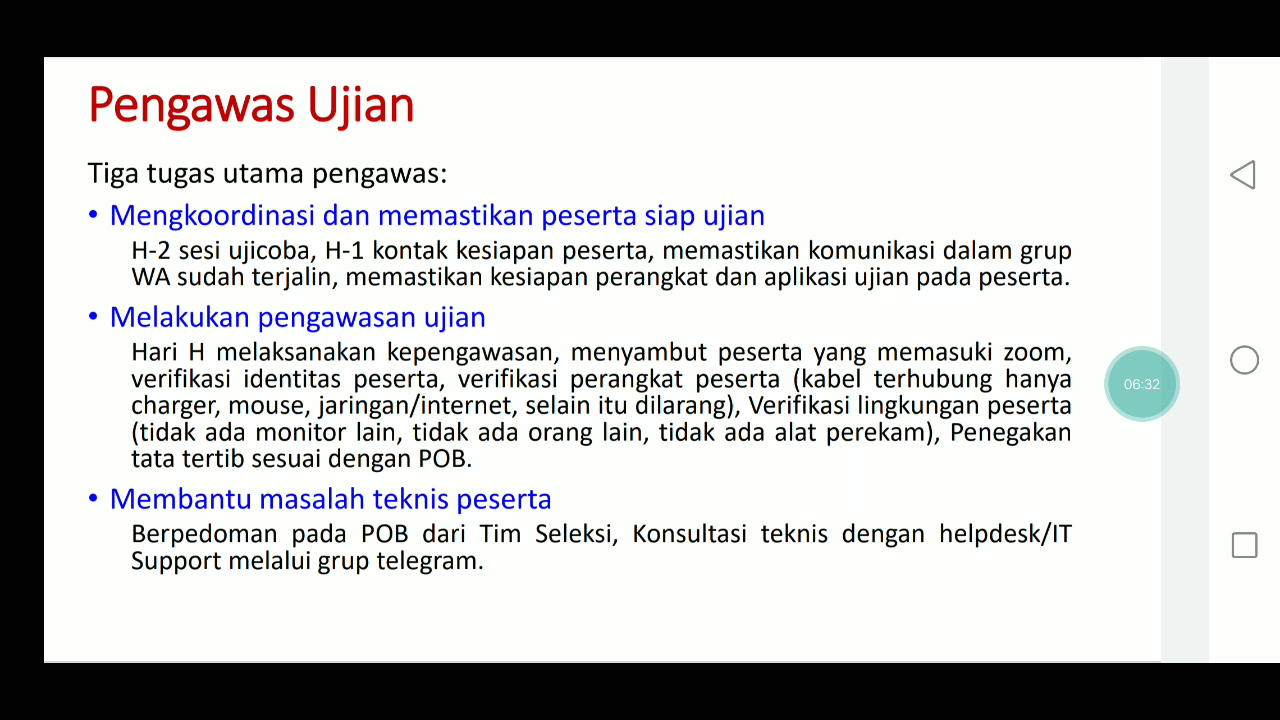 Pengawas Ujian
Tiga tugas utama pengawas:
• Mengkoordinasi dan memastikan peserta siap ujian
H-2 sesi ujicoba, H-1 kontak kesiapan peserta, memastikan komunikasi dalam grup
WA sudah terjalin, memastikan kesiapan perangkat dan aplikasi ujian pada peserta.
• Melakukan pengawasan ujian
Hari H melaksanakan kepengawasan, menyambut peserta yang memasuki zoom,
verifikasi identitas peserta, verifikasi perangkat peserta (kabel terhubung hanya
charger, mouse, jaringan/internet, selain itu dilarang), Verifikasi lingkungan peserta
(tidak ada monitor lain, tidak ada orang lain, tidak ada alat perekam), Penegakan
tata tertib sesuai dengan POB.
• Membantu masalah teknis peserta
Berpedoman pada POB dari Tim Seleksi, Konsultasi teknis dengan helpdesk/IT
Support melalui grup telegram.
06:32